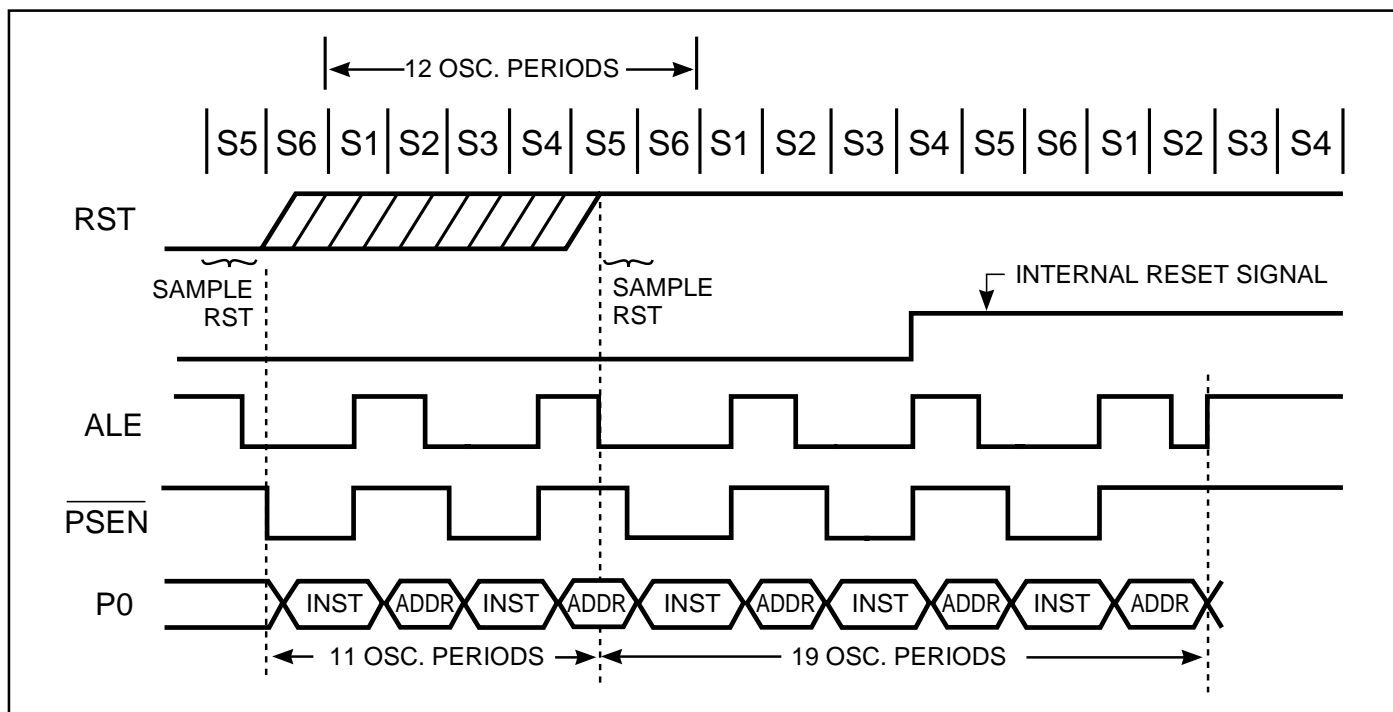 12 OSC. PERIODS
S5 S6 S1 S2 S3 S4 S5 S6 S1 S2 S3 S4 S5 S6 S1 S2 S3 S4
RST
SAMPLE RST
SAMPLE RST
INTERNAL RESET SIGNAL
ALE
PSEN
P0 INST ADDR INST ADDR INST ADDR INST ADDR INST ADDR
11 OSC. PERIODS 19 OSC. PERIODS